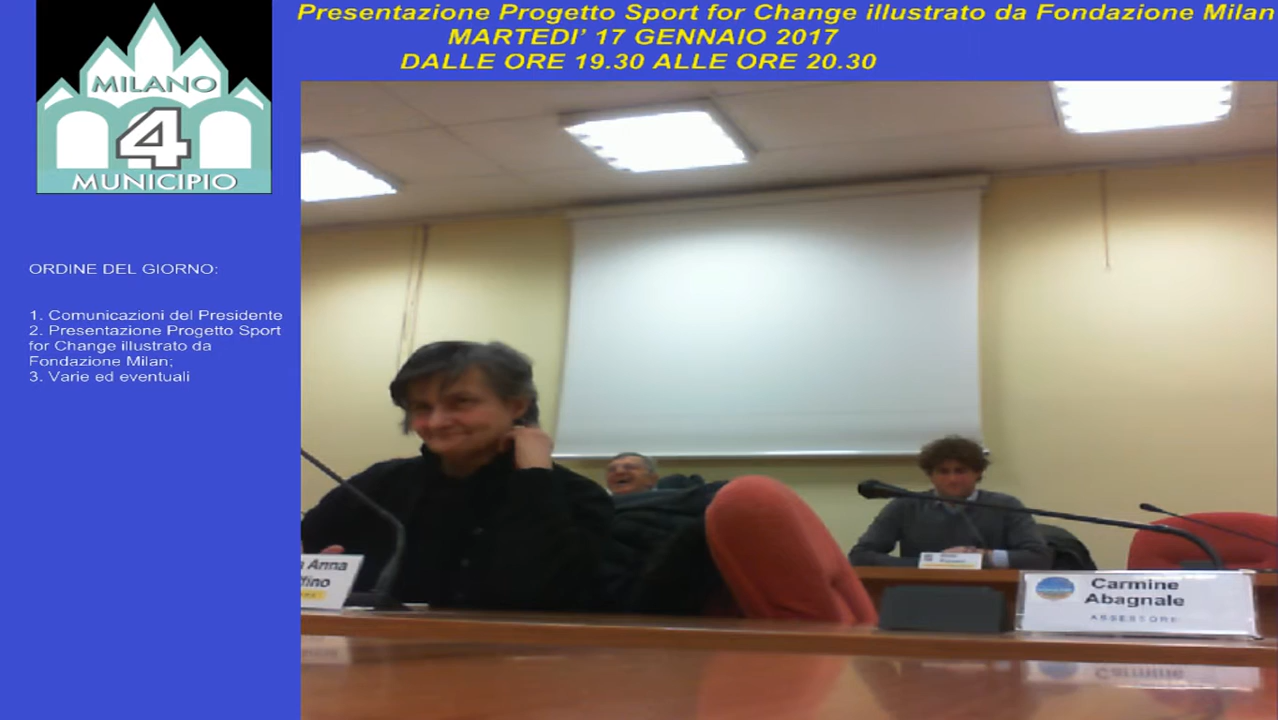 Presentazione Progetto Sport for Change illustrato da Fondazione Milan
MARTEDI' 17 GENNAIO 2017
DALLE ORE 19.30 ALLE ORE 20.30
MILANO
4
MUNICIPIO
ORDINE DEL GIORNO:
1. Comunicazioni del Presidente
2. Presentazione Progetto Sport
for Change illustrato da
Fondazione Milan;
3. Varie ed eventuali
Anna
Carmine
Abagnale
ASSESSORE